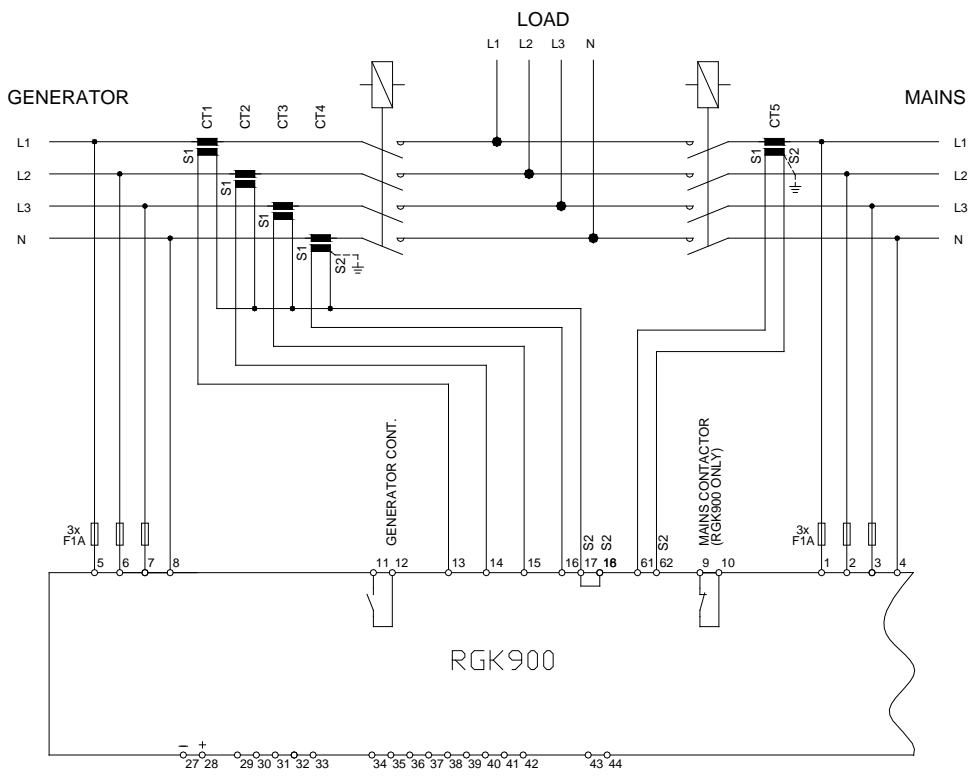 LOAD
L1 L2 L3 N
GENERATOR
MAINS
CT1
CT2
CT3
CT4
CT5
L1
L2
L3
N
L1
L2
L3
N
S1
S1
S1
S1
S2
S1
S2
GENERATOR CONT.
MAINS CONTACTOR
(RGK900 ONLY)
3x
F1A
3x
F1A
S2
S2
S2
5 6 7 8 11 12 13 14 15 16 17 18 61 62 9 10 1 2 3 4
RGK900
– +
27 28 29 30 31 32 33 34 35 36 37 38 39 40 41 42 43 44